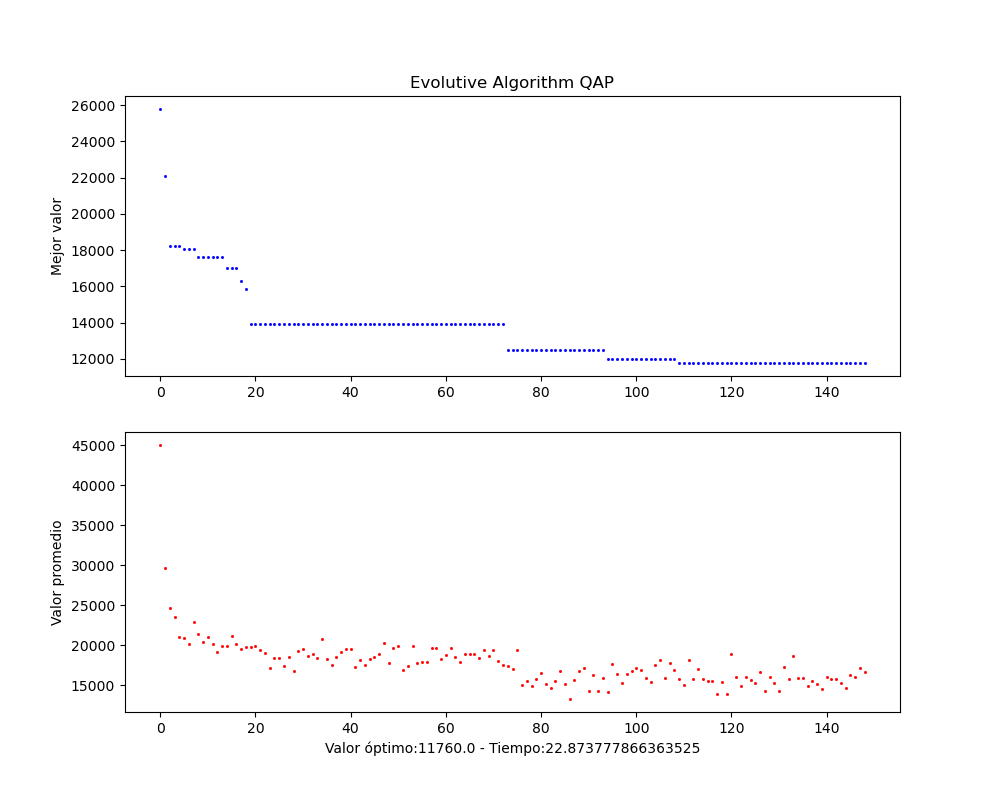 Evolutive Algorithm QAP
Mejor valor
26000
24000
22000
20000
18000
16000
14000
12000
0 20 40 60 80 100 120 140
Valor promedio
45000
40000
35000
30000
25000
20000
15000
0 20 40 60 80 100 120 140
Valor óptimo:11760.0 - Tiempo:22.873777866363525